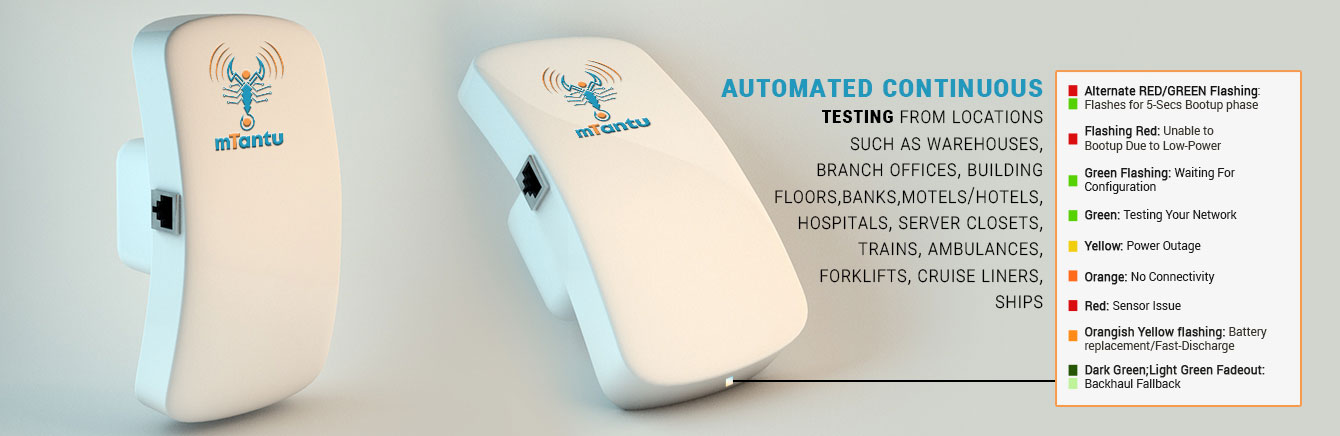 mTantu
mTantu
AUTOMATED CONTINUOUS
TESTING FROM LOCATIONS
SUCH AS WAREHOUSES,
BRANCH OFFICES, BUILDING
FLOORS,BANKS,MOTELS/HOTELS,
HOSPITALS, SERVER CLOSETS,
TRAINS, AMBULANCES,
FORKLIFTS, CRUISE LINERS,
SHIPS
Alternate RED/GREEN Flashing:
Flashes for 5-Secs Bootup phase
Flashing Red: Unable to
Bootup Due to Low-Power
Green Flashing: Waiting For
Configuration
Green: Testing Your Network
Yellow: Power Outage
Orange: No Connectivity
Red: Sensor Issue
Orangish Yellow flashing: Battery
replacement/Fast-Discharge
Dark Green;Light Green Fadeout:
Backhaul Fallback